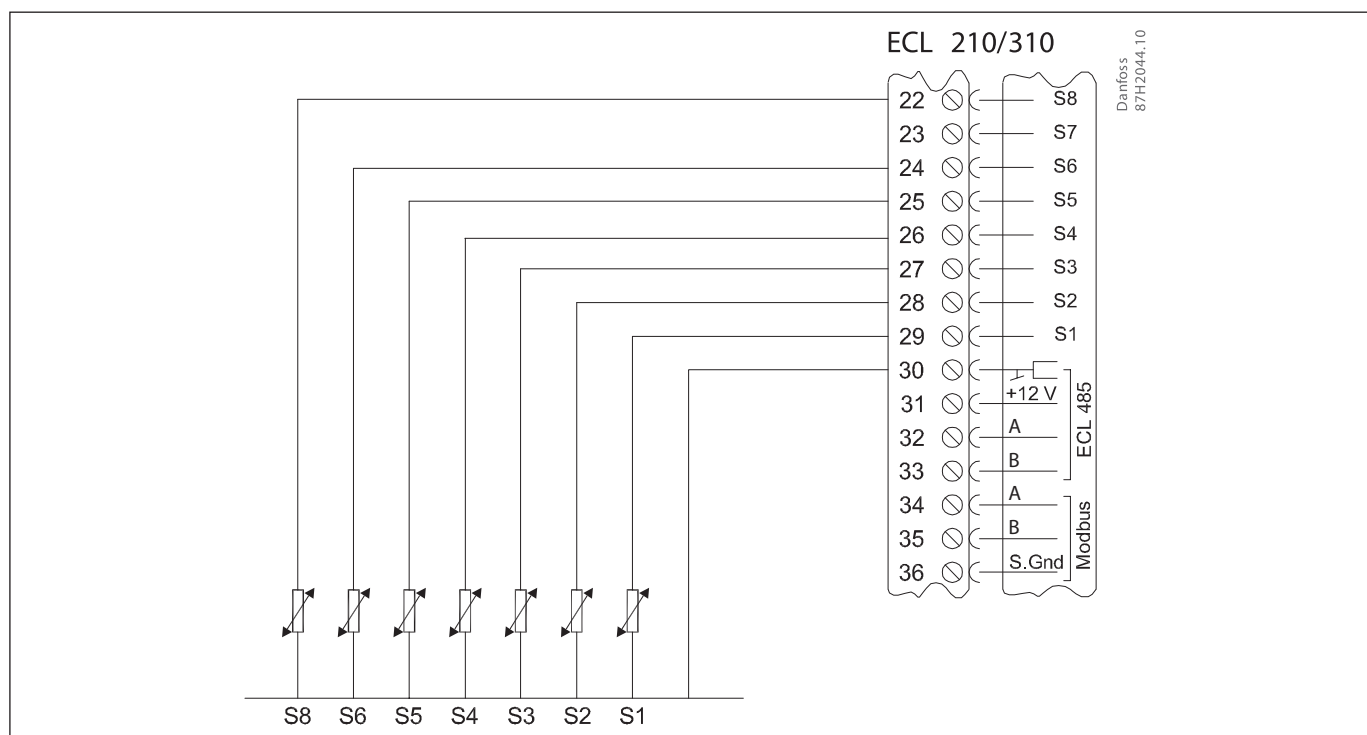 ECL 210/310
Danfoss
87H2044.10
22 S8
23 S7
24 S6
25 S5
26 S4
27 S3
28 S2
29 S1
30
31 +12 V
32 A
33 B
ECL 485
34 A
35 B
36 S.Gnd
Modbus
S8 S6 S5 S4 S3 S2 S1